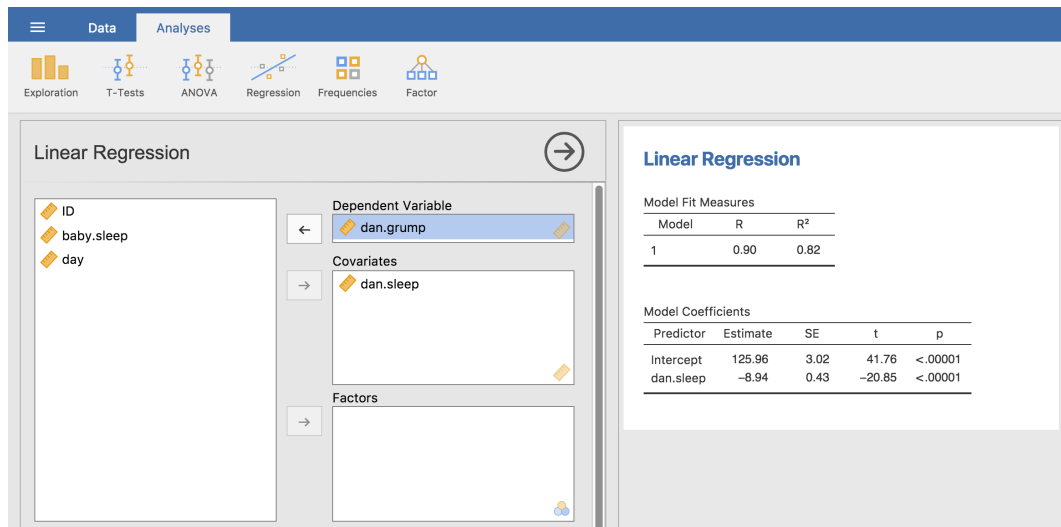 Data Analyses
Exploration T-Tests ANOVA Regression Frequencies Factor
Linear Regression
ID
baby.sleep
day
Dependent Variable
dan.grump
Covariates
dan.sleep
Factors
Linear Regression
Model Fit Measures
Model R R²
1 0.90 0.82
Model Coefficients
Predictor Estimate SE t p
Intercept 125.96 3.02 41.76 <.00001
dan.sleep −8.94 0.43 −20.85 <.00001